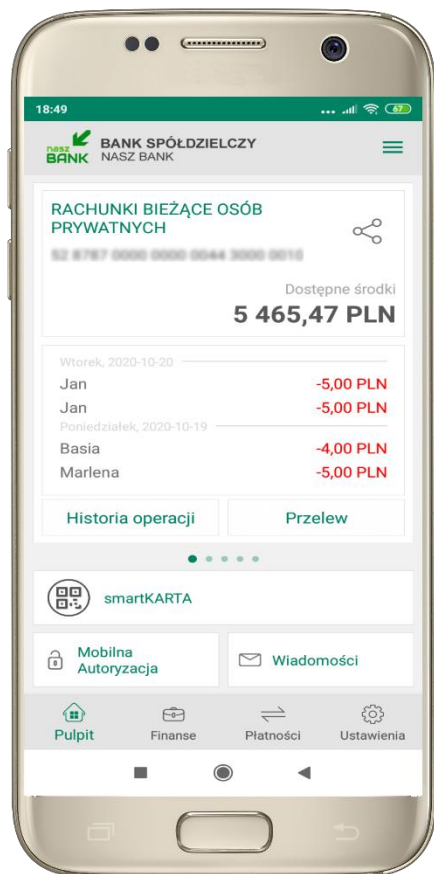 18:49
67
nasz
BANK
BANK SPÓŁDZIELCZY
NASZ BANK
RACHUNKI BIEŻĄCE OSÓB
PRYWATNYCH
Dostępne środki
5 465,47 PLN
Wtorek, 2020-10-20
Jan -5,00 PLN
Jan -5,00 PLN
Poniedziałek, 2020-10-19
Basia -4,00 PLN
Marlena -5,00 PLN
Historia operacji Przelew
smartKARTA
Mobilna
Autoryzacja
Wiadomości
Pulpit Finanse Płatności Ustawienia